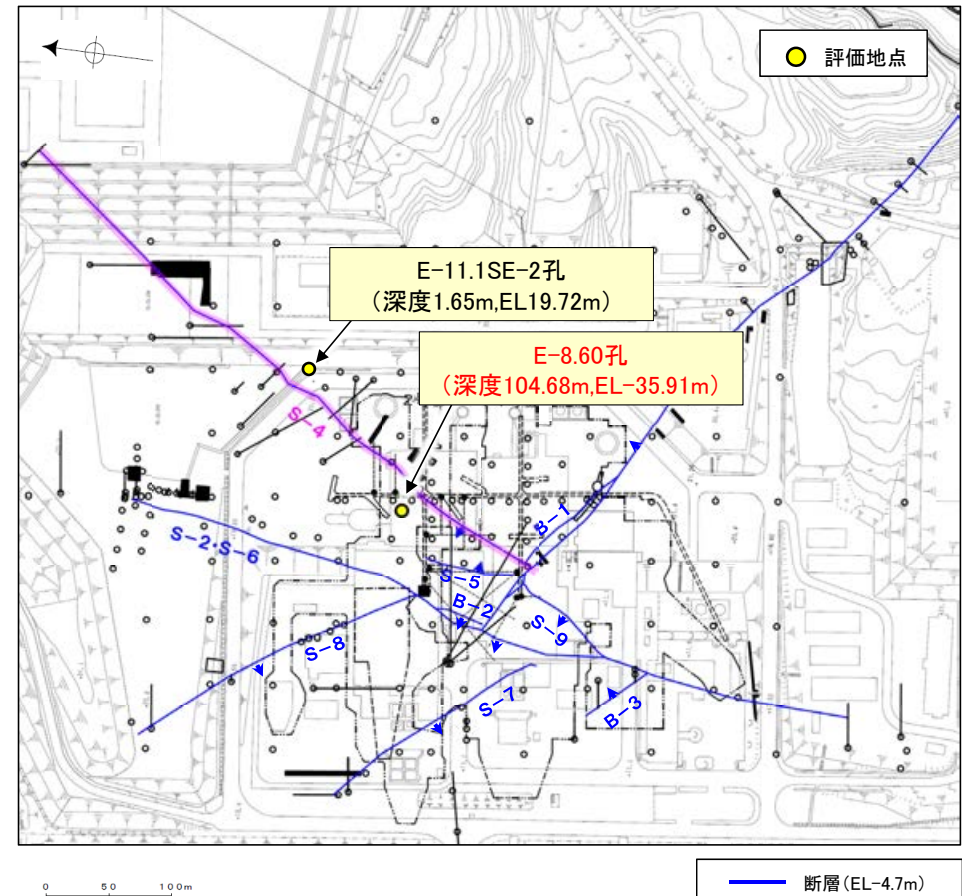 評価地点
E-11.1SE-2孔
(深度1.65m,EL19.72m)
E-8.60孔
(深度104.68m,EL-35.91m)
S-4
S-2・S-6
B-1
S-5
B-2
S-9
S-8
S-7
B-3
0 50 100m
断層(EL-4.7m)